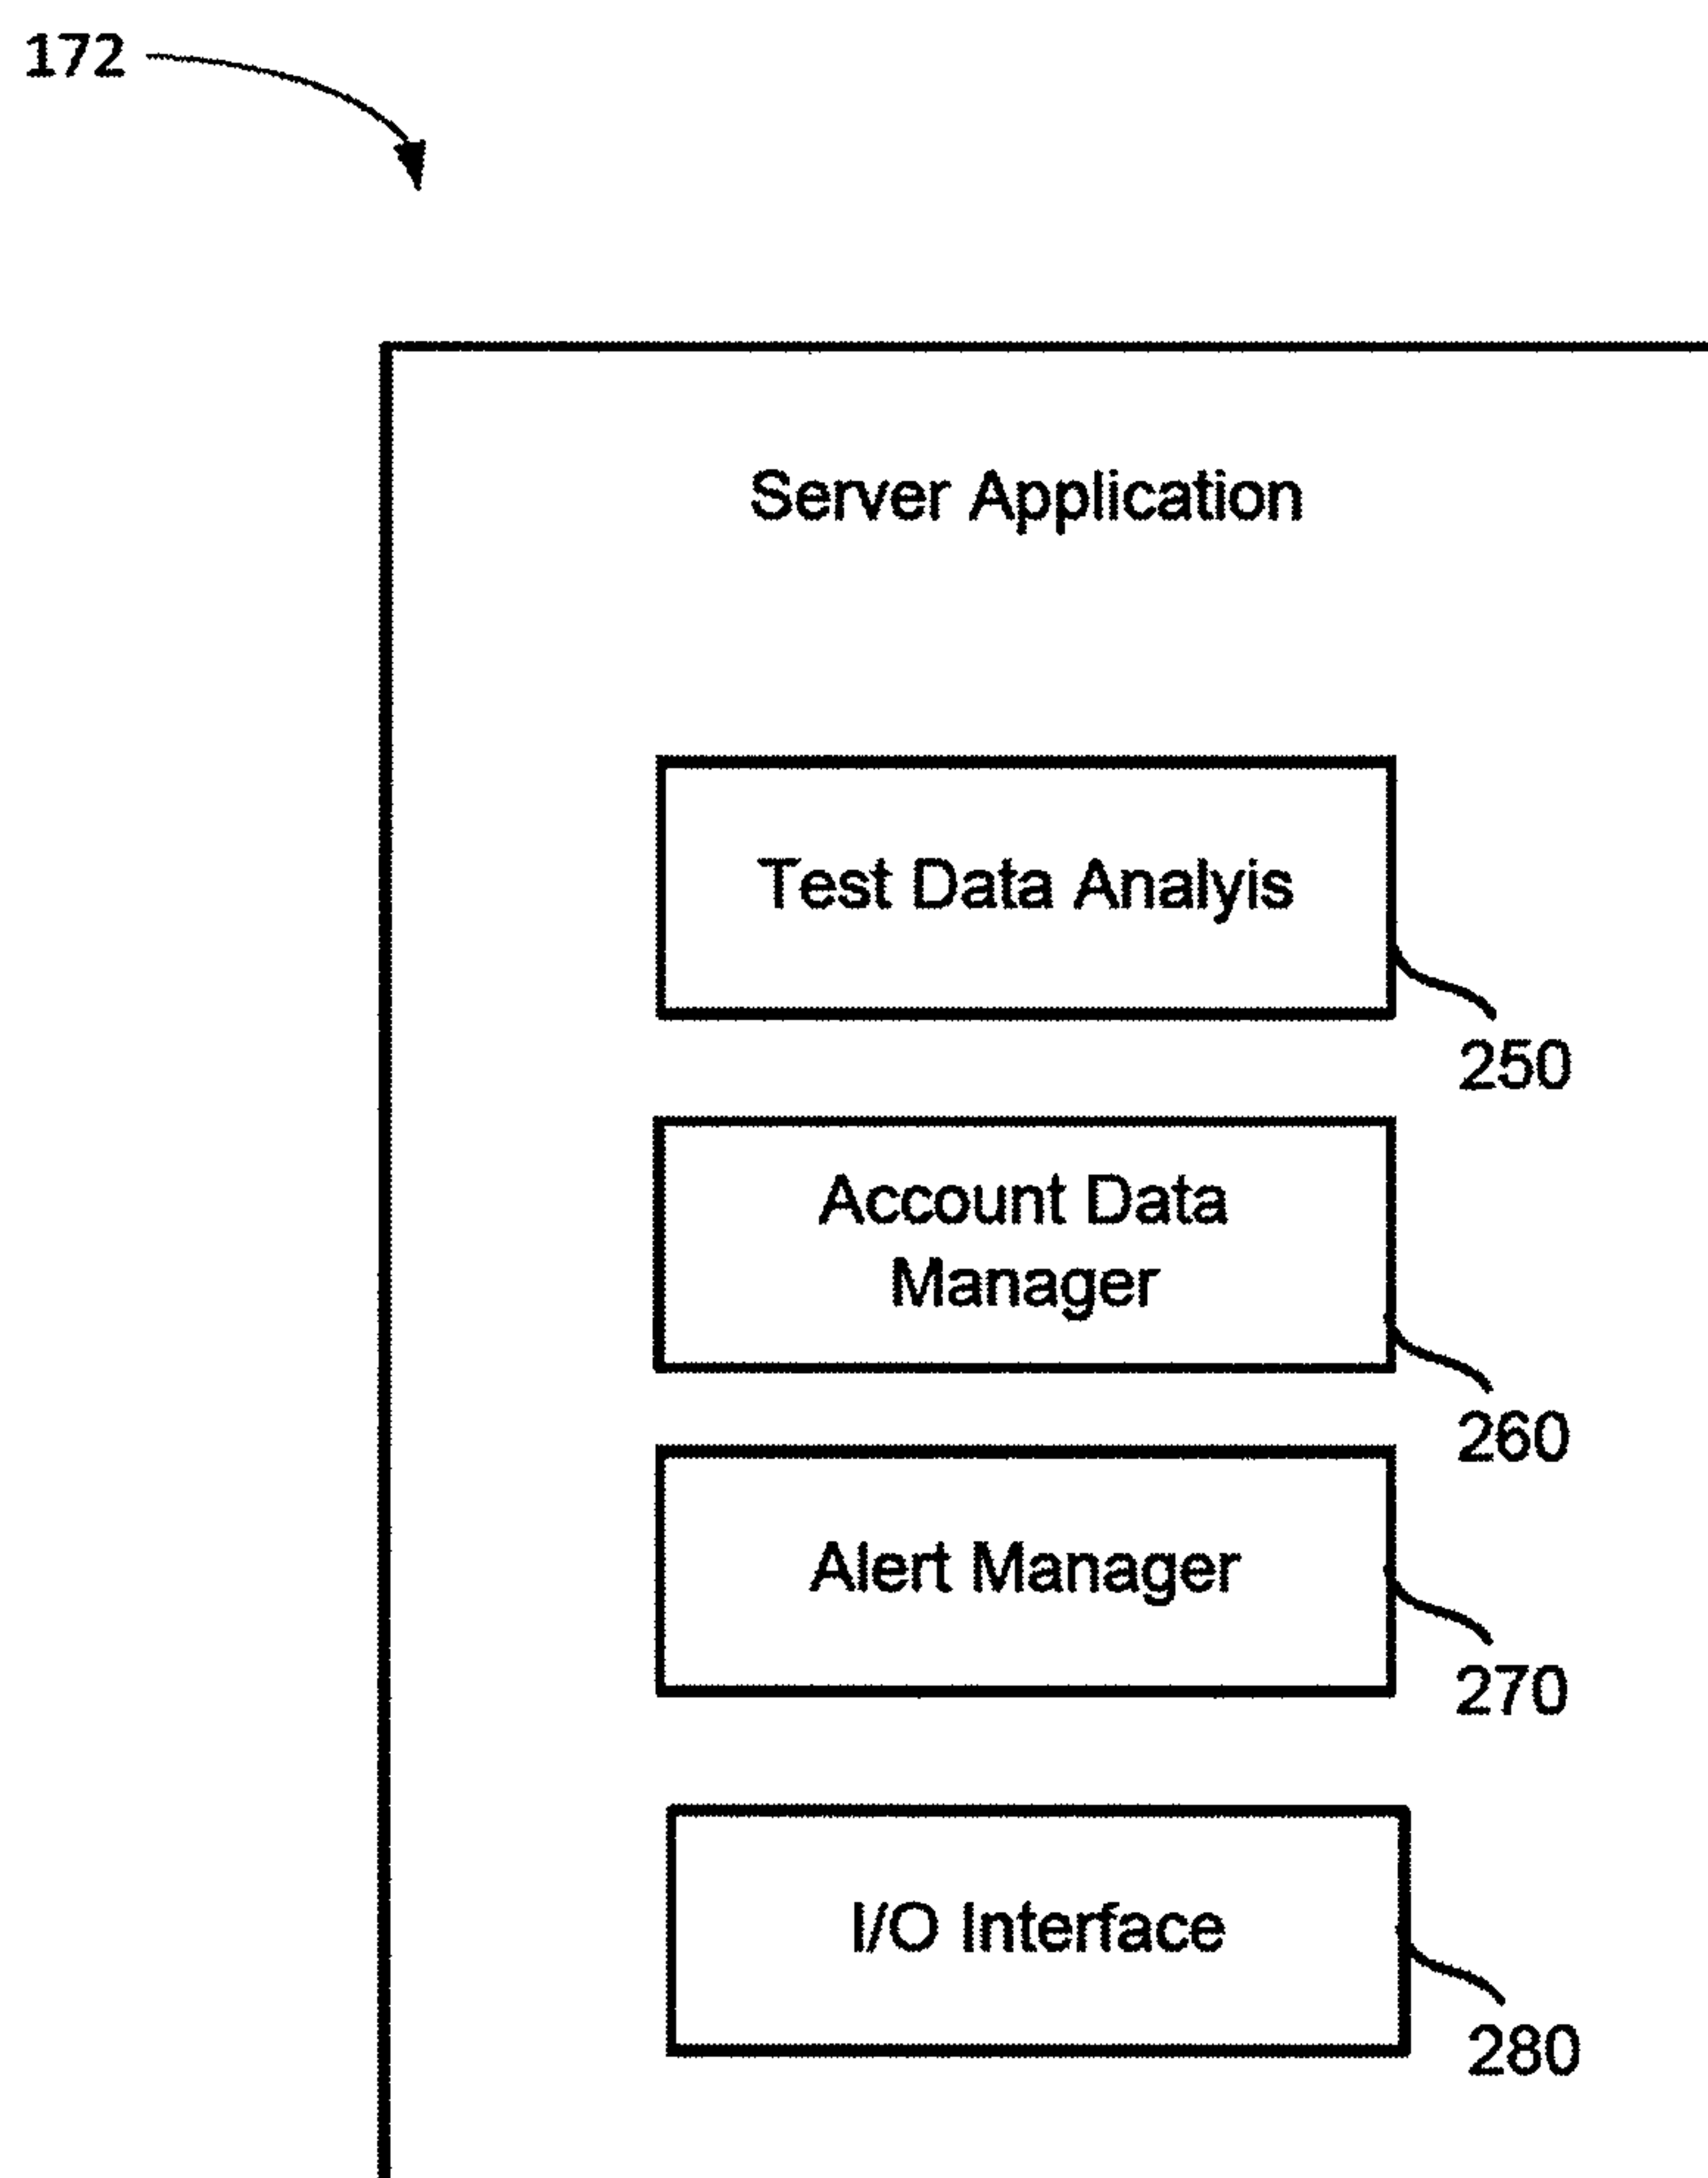 172
Server Application
Test Data Analyis
250
Account Data
Manager
260
Alert Manager
270
I/O Interface
280